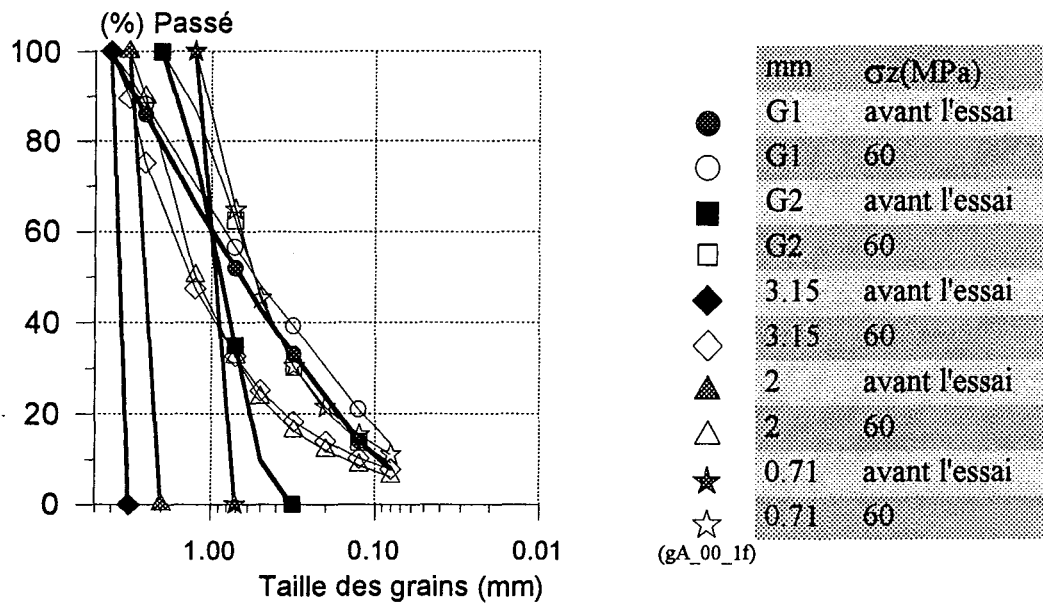 (%) Passé
100
80
60
40
20
0
1.00 0.10 0.01
Taille des grains (mm)
mm σz(MPa)
G1 avant l'essai
G1 60
G2 avant l'essai
G2 60
3.15 avant l'essai
3.15 60
2 avant l'essai
2 60
0.71 avant l'essai
0.71 60
(gA_00_1f)